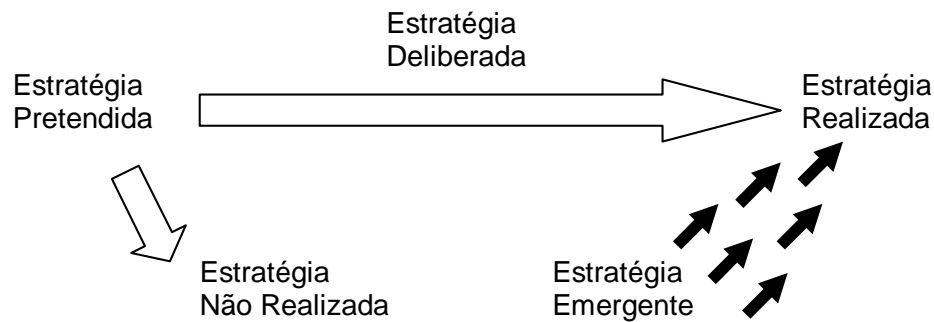 Estratégia
Deliberada
Estratégia
Pretendida
Estratégia
Realizada
Estratégia
Não Realizada
Estratégia
Emergente